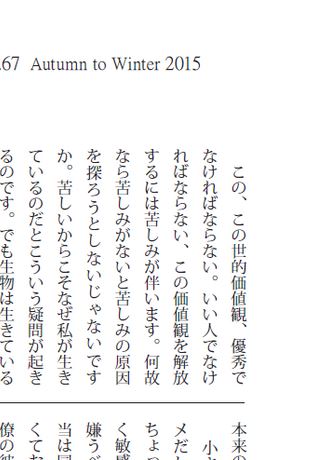 .67 Autumn to Winter 2015
この、この世的価値観、優秀で
なければならない。いい人でなけ
ればならない、この価値観を解放
するには苦しみが伴います。何故
なら苦しみがないと苦しみの原因
を探ろうとしないじゃないです
か。苦しいからこそなぜ私が生き
ているのだとこういう疑問が起き
るのです。でも生物は生きている
本来の
小さ
メだし
ちょっ
く敏感
嫌うべ
当は同
くてお
僚の彼